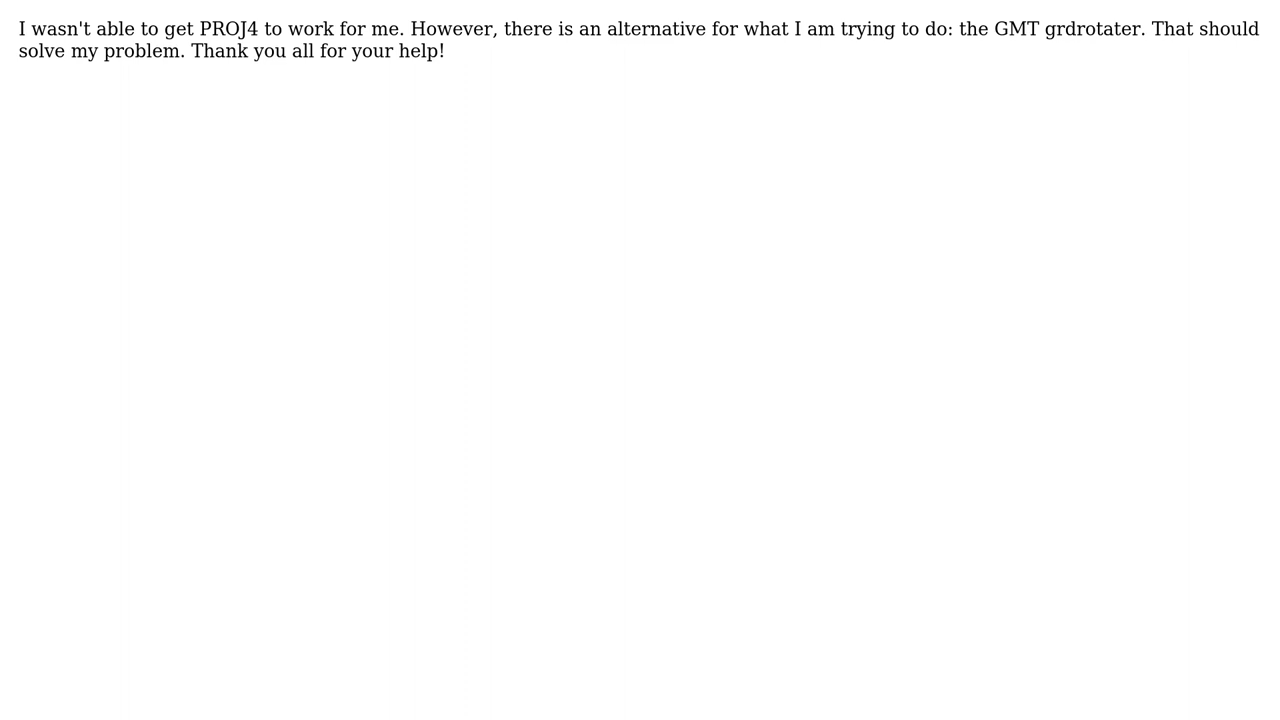 I wasn't able to get PROJ4 to work for me. However, there is an alternative for what I am trying to do: the GMT grdrotater. That should
solve my problem. Thank you all for your help!